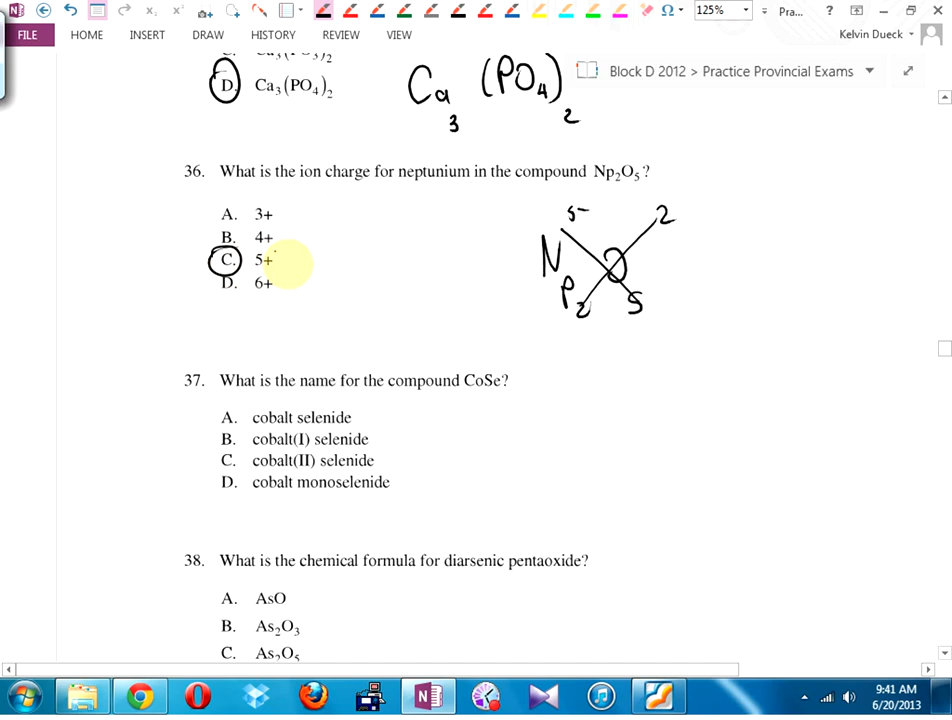 125%
Pra...
?
FILE
HOME
INSERT
DRAW
HISTORY
REVIEW
VIEW
Kelvin Dueck
Block D 2012 > Practice Provincial Exams
D. Ca₃(PO₄)₂
Ca₃(PO₄)₂
36. What is the ion charge for neptunium in the compound Np₂O₅?
A. 3+
B. 4+
C. 5+
D. 6+
5-
2
Np
O
2
5
37. What is the name for the compound CoSe?
A. cobalt selenide
B. cobalt(I) selenide
C. cobalt(II) selenide
D. cobalt monoselenide
38. What is the chemical formula for diarsenic pentaoxide?
A. AsO
B. As₂O₃
C. As₂O₅
9:41 AM
6/20/2013